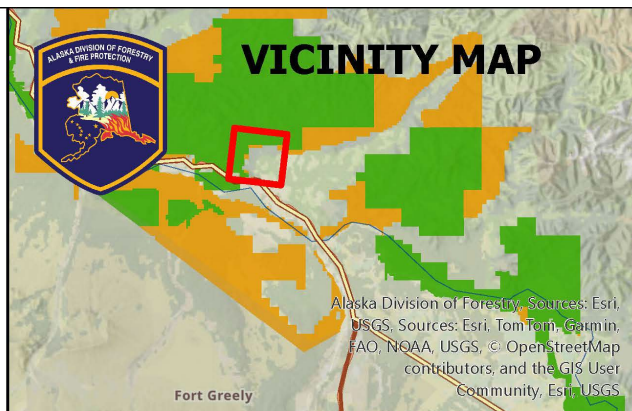 VICINITY MAP
ALASKA DIVISION OF FORESTRY
& FIRE PROTECTION
Alaska Division of Forestry, Sources: Esri,
USGS, Sources: Esri, TomTom, Garmin,
FAO, NOAA, USGS, © OpenStreetMap
contributors, and the GIS User
Community, Esri, USGS
Fort Greely